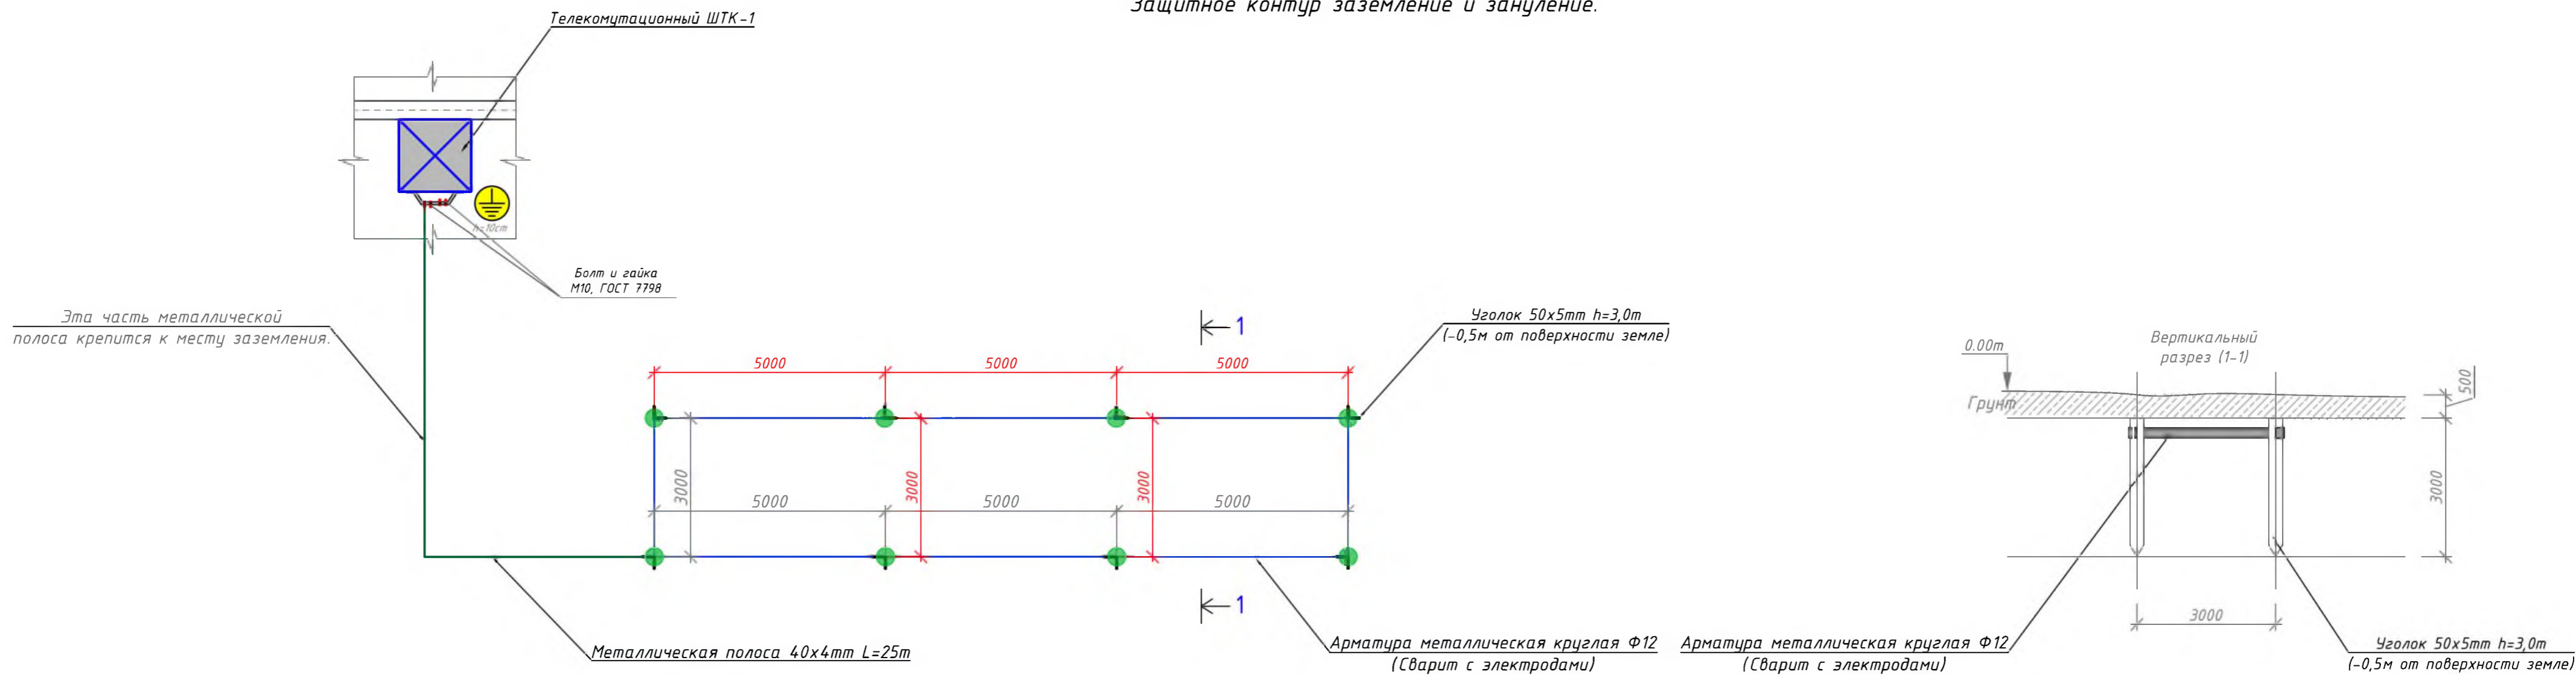 Защитное контур заземление и зануление.
Телекомутационный ШТК-1
h=10cm
Болт и гайка
М10, ГОСТ 7798
Эта часть металлической
полоса крепится к месту заземления.
1
Уголок 50x5mm h=3,0m
(-0,5м от поверхности земле)
5000
5000
5000
3000
3000
3000
5000
5000
5000
1
Металлическая полоса 40x4mm L=25m
Арматура металлическая круглая Ф12
(Сварит с электродами)
Вертикальный
разрез (1-1)
0.00m
500
Грунт
3000
3000
Арматура металлическая круглая Ф12
(Сварит с электродами)
Уголок 50x5mm h=3,0m
(-0,5м от поверхности земле)